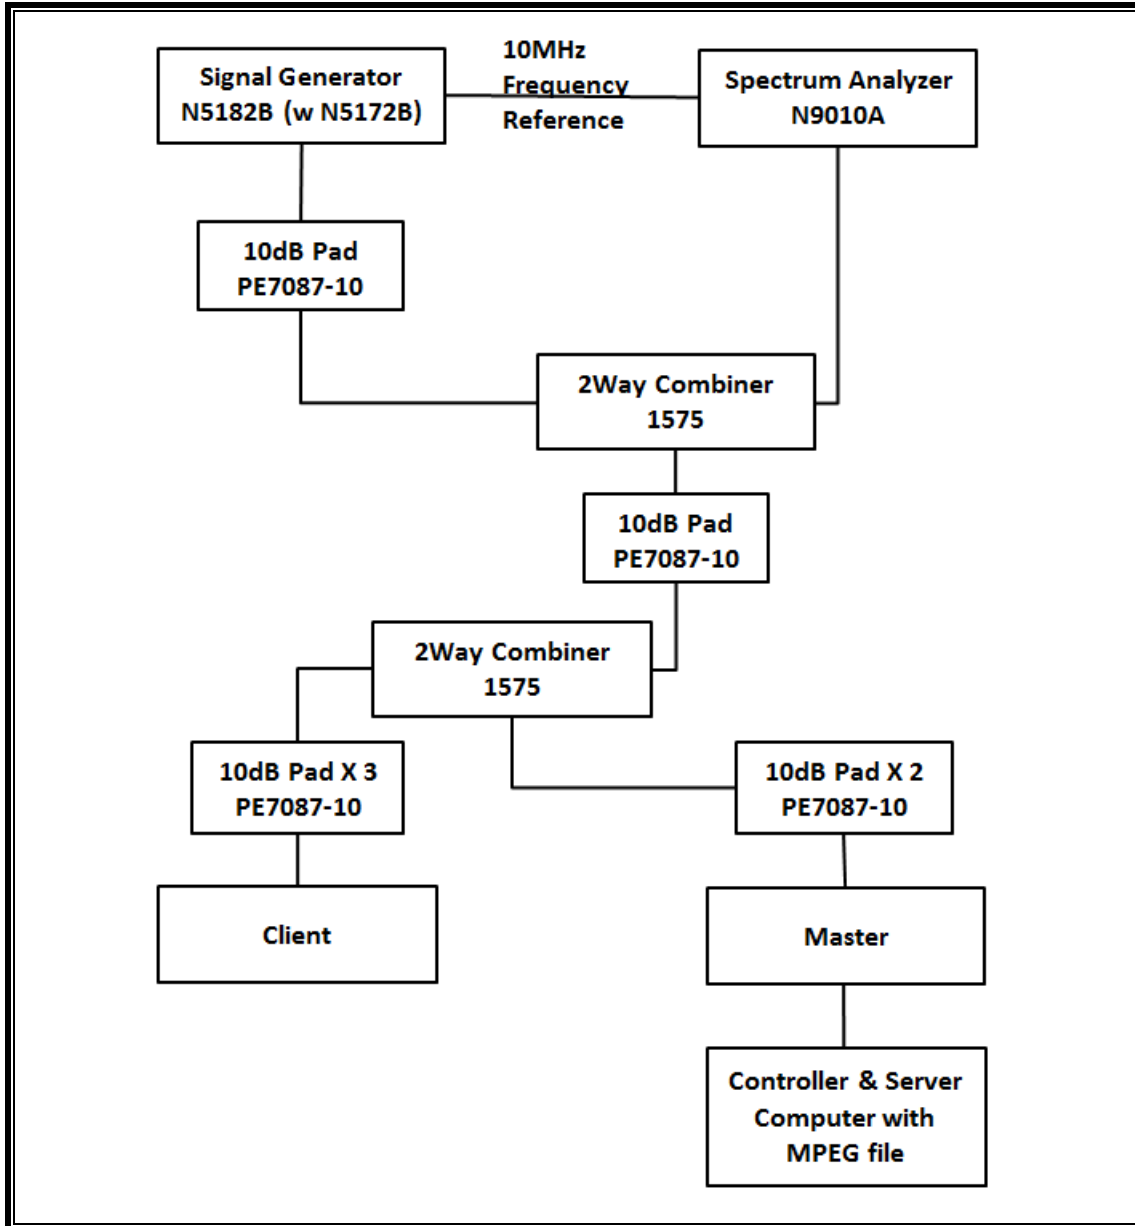 Signal Generator
N5182B (w N5172B)
10MHz
Frequency
Reference
Spectrum Analyzer
N9010A
10dB Pad
PE7087-10
2Way Combiner
1575
10dB Pad
PE7087-10
2Way Combiner
1575
10dB Pad X 3
PE7087-10
10dB Pad X 2
PE7087-10
Client
Master
Controller & Server
Computer with
MPEG file